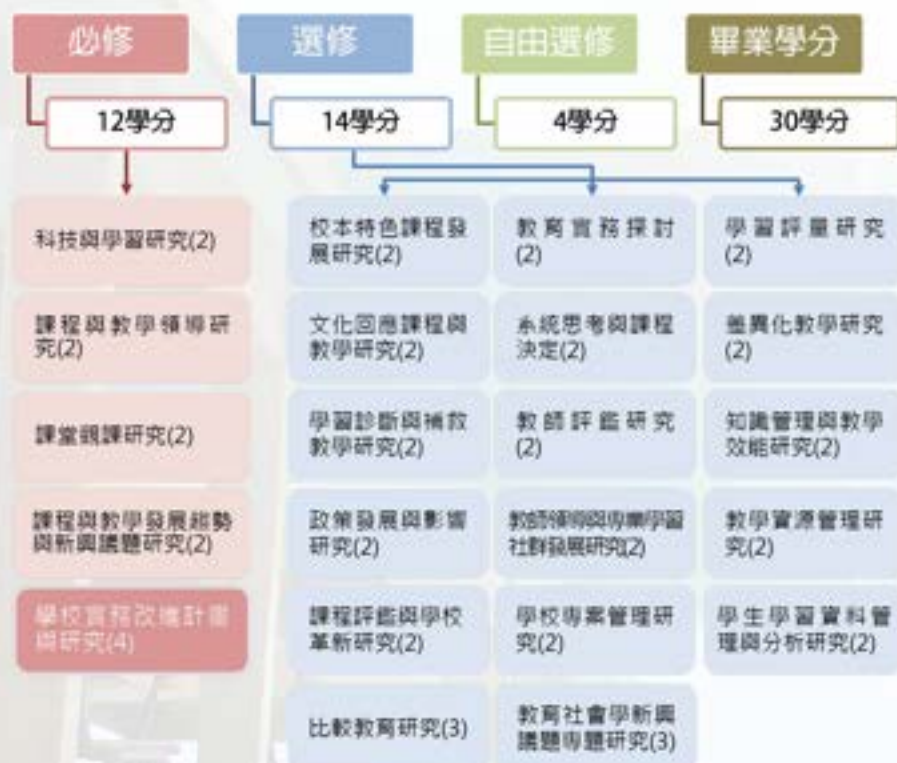 必修
選修
自由選修
畢業學分
12學分
14學分
4學分
30學分
科技與學習研究(2)
課程與教學領導研
究(2)
課堂觀課研究(2)
課程與教學發展趨勢
與新興議題研究(2)
學校實務改進計畫
與研究(4)
校本特色課程發
展研究(2)
文化回應課程與
教學研究(2)
學習診斷與補救
教學研究(2)
政策發展與影響
研究(2)
課程評鑑與學校
革新研究(2)
比較教育研究(3)
教育實務探討
(2)
系統思考與課程
決定(2)
教師評鑑研究
(2)
教師領導與專業學習
社群發展研究(2)
學校專案管理研
究(2)
教育社會學新興
議題專題研究(3)
學習評量研究
(2)
差異化教學研究
(2)
知識管理與教學
效能研究(2)
教學資源管理研
究(2)
學生學習資料管
理與分析研究(2)